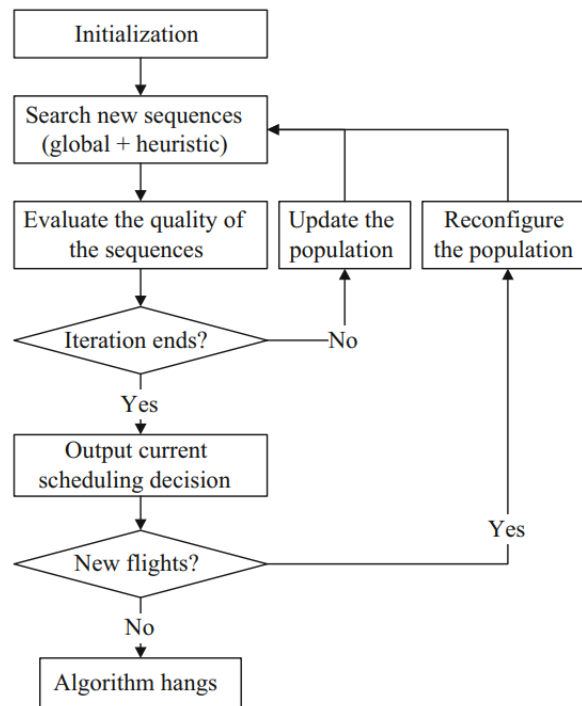 Initialization
Search new sequences
(global + heuristic)
Evaluate the quality of
the sequences
Update the
population
Reconfigure
the population
Iteration ends?
No
Yes
Output current
scheduling decision
Yes
New flights?
No
Algorithm hangs